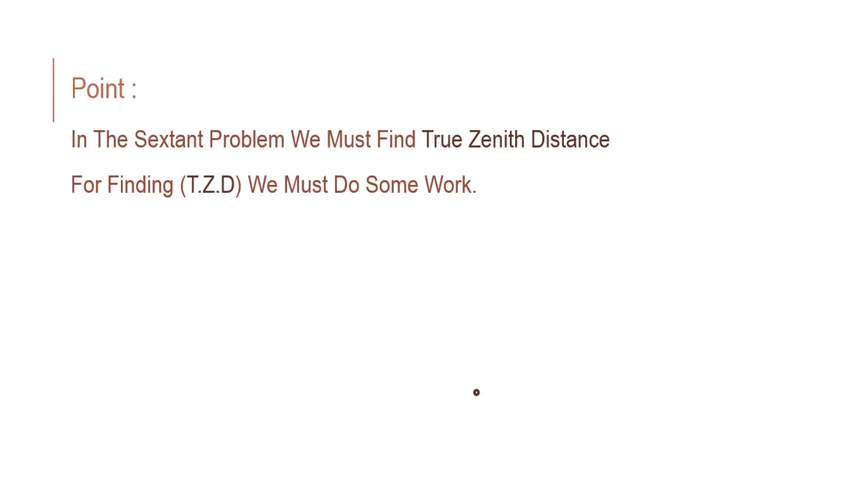 Point :
In The Sextant Problem We Must Find True Zenith Distance
For Finding (T.Z.D) We Must Do Some Work.